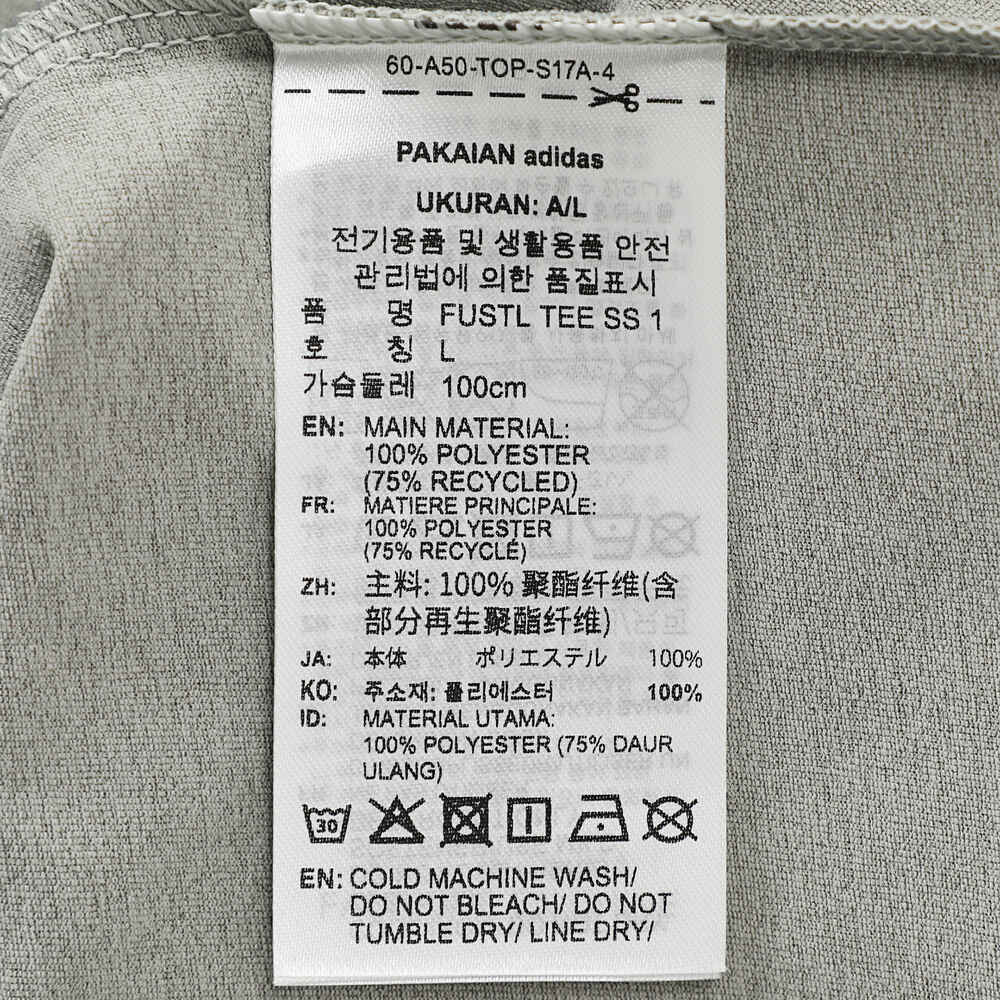 60-A50-TOP-S17A-4
PAKAIAN adidas
UKURAN: A/L
전기용품 및 생활용품 안전
관리법에 의한 품질표시
품 명 FUSTL TEE SS 1
호 칭 L
가슴둘레 100cm
EN: MAIN MATERIAL:
100% POLYESTER
(75% RECYCLED)
FR: MATIERE PRINCIPALE:
100% POLYESTER
(75% RECYCLÉ)
ZH: 主料: 100% 聚酯纤维(含
部分再生聚酯纤维)
JA: 本体 ポリエステル 100%
KO: 주소재: 폴리에스터 100%
ID: MATERIAL UTAMA:
100% POLYESTER (75% DAUR
ULANG)
30
EN: COLD MACHINE WASH/
DO NOT BLEACH/ DO NOT
TUMBLE DRY/ LINE DRY/